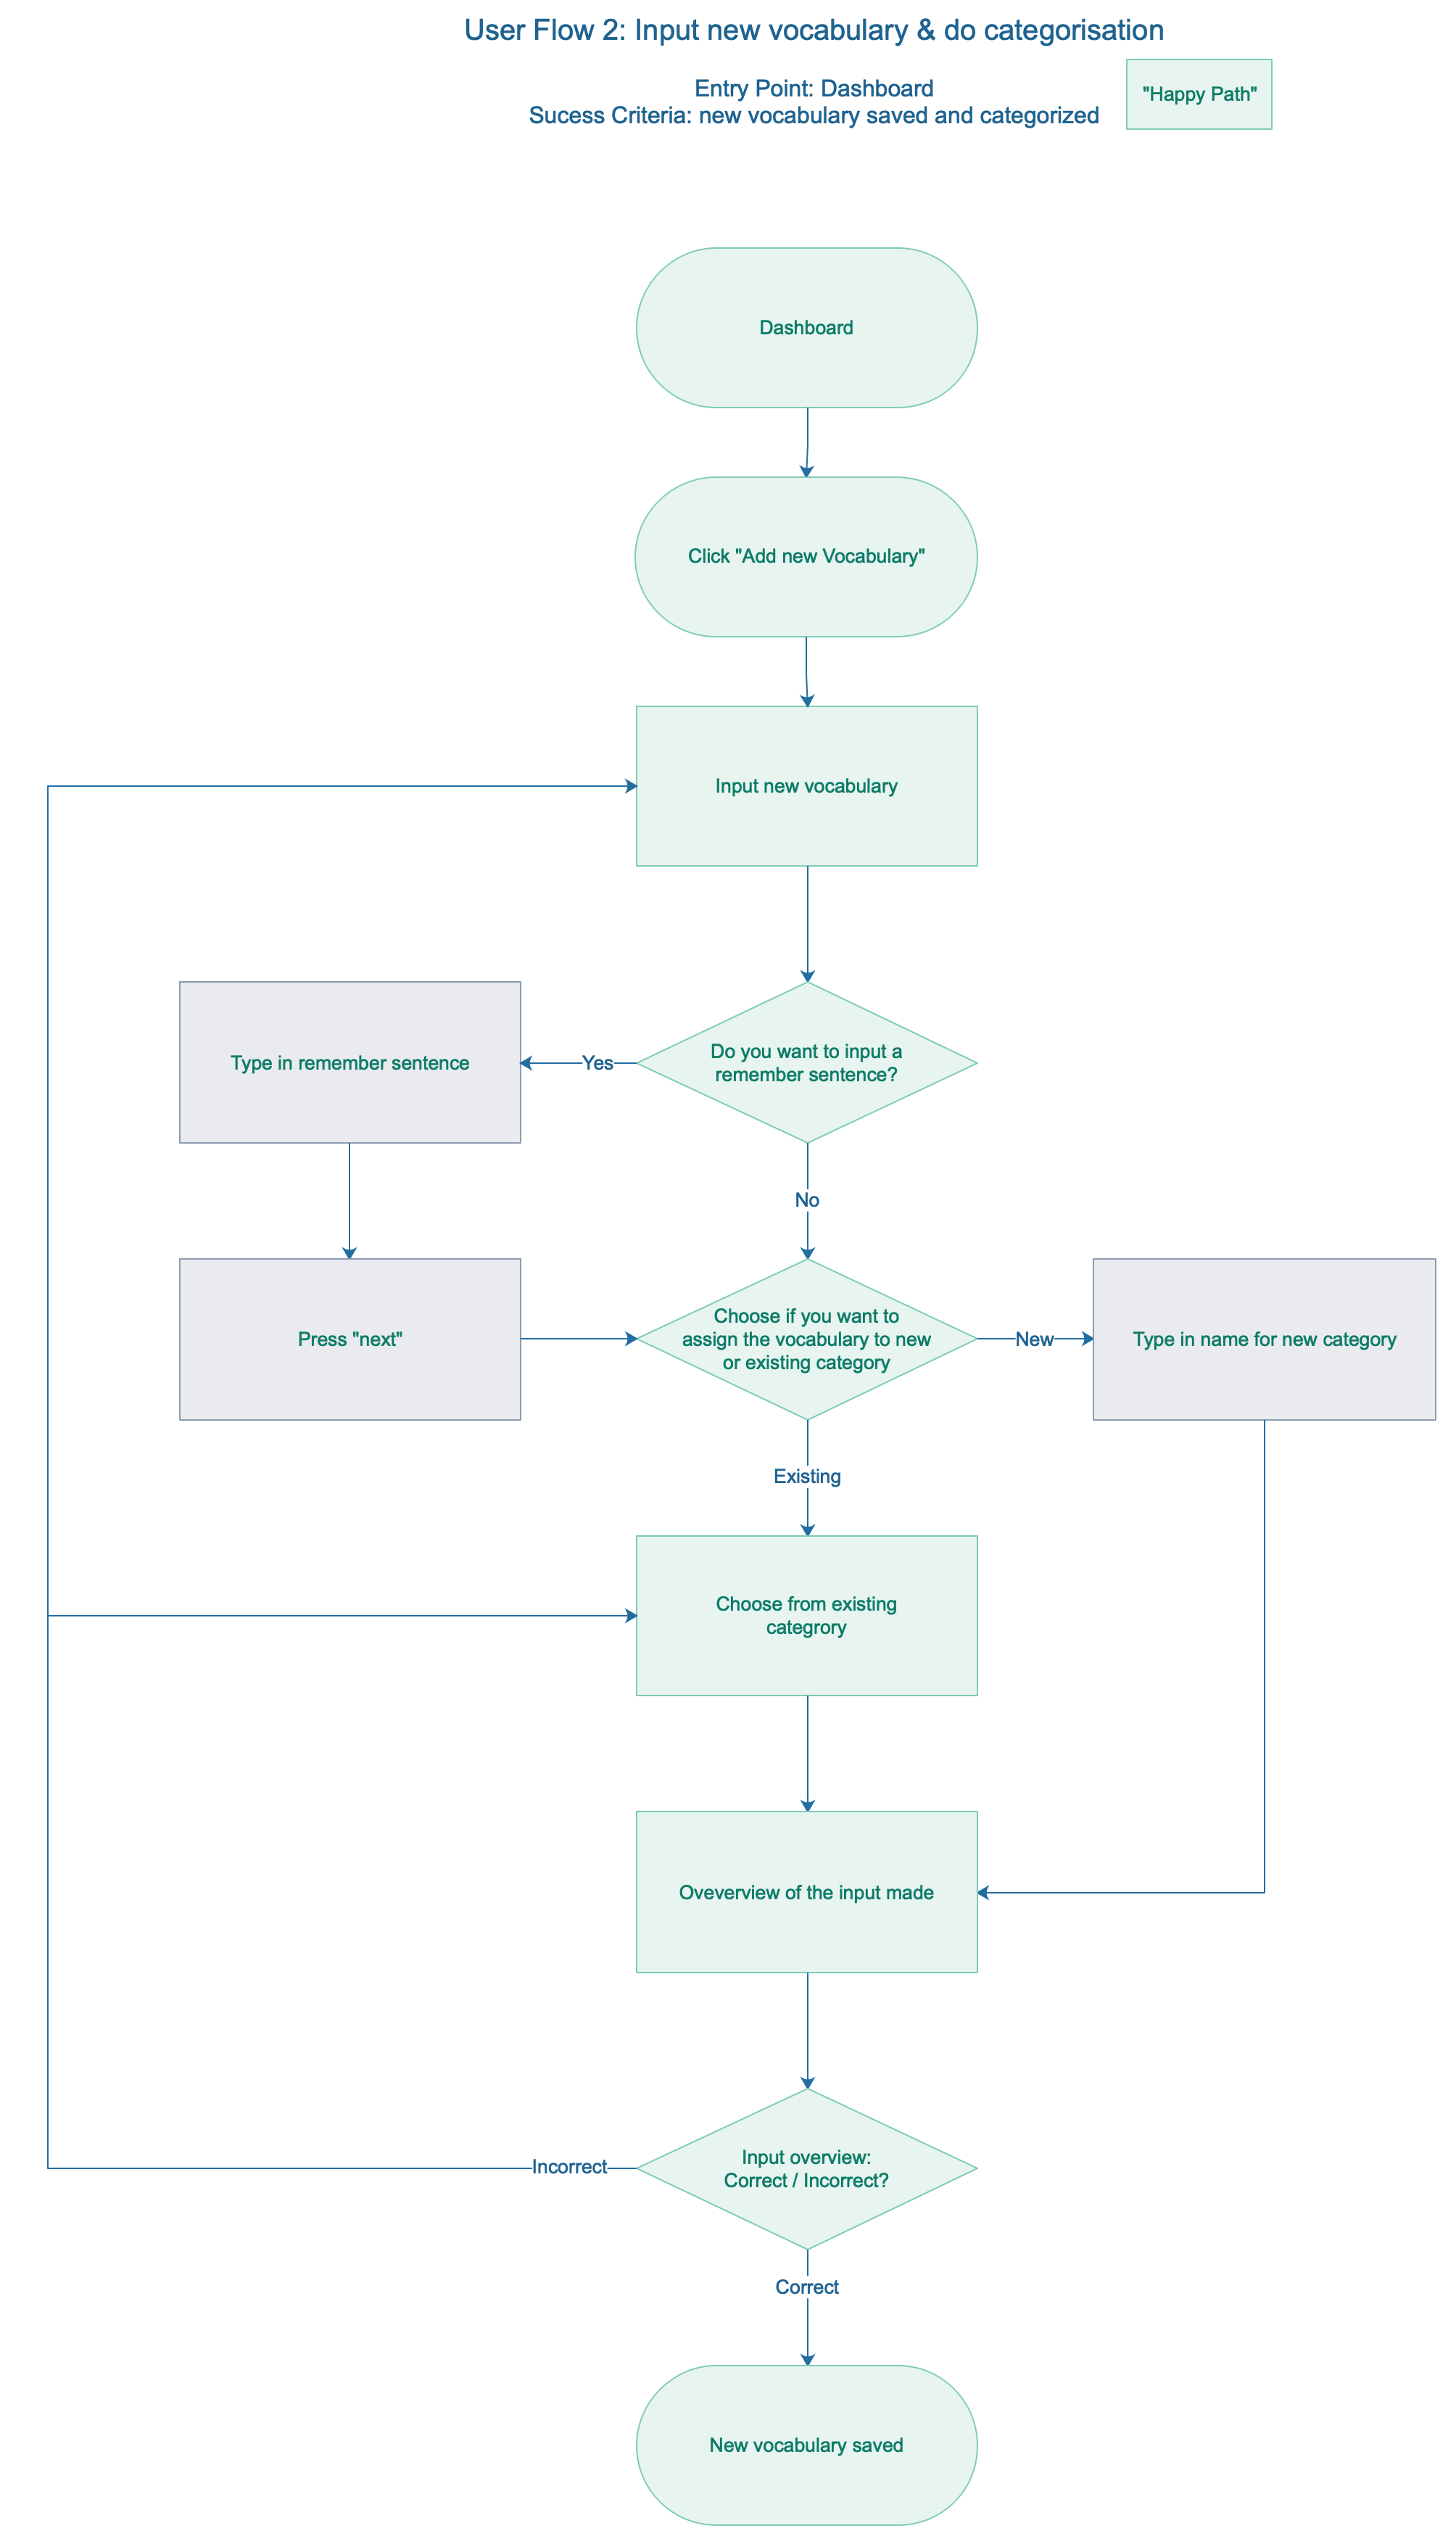 User Flow 2: Input new vocabulary & do categorisation
Entry Point: Dashboard
Sucess Criteria: new vocabulary saved and categorized
"Happy Path"
Dashboard
Click "Add new Vocabulary"
Input new vocabulary
Type in remember sentence
Yes
Do you want to input a
remember sentence?
No
Press "next"
Choose if you want to
assign the vocabulary to new
or existing category
New
Type in name for new category
Existing
Choose from existing
categrory
Oveverview of the input made
Incorrect
Input overview:
Correct / Incorrect?
Correct
New vocabulary saved